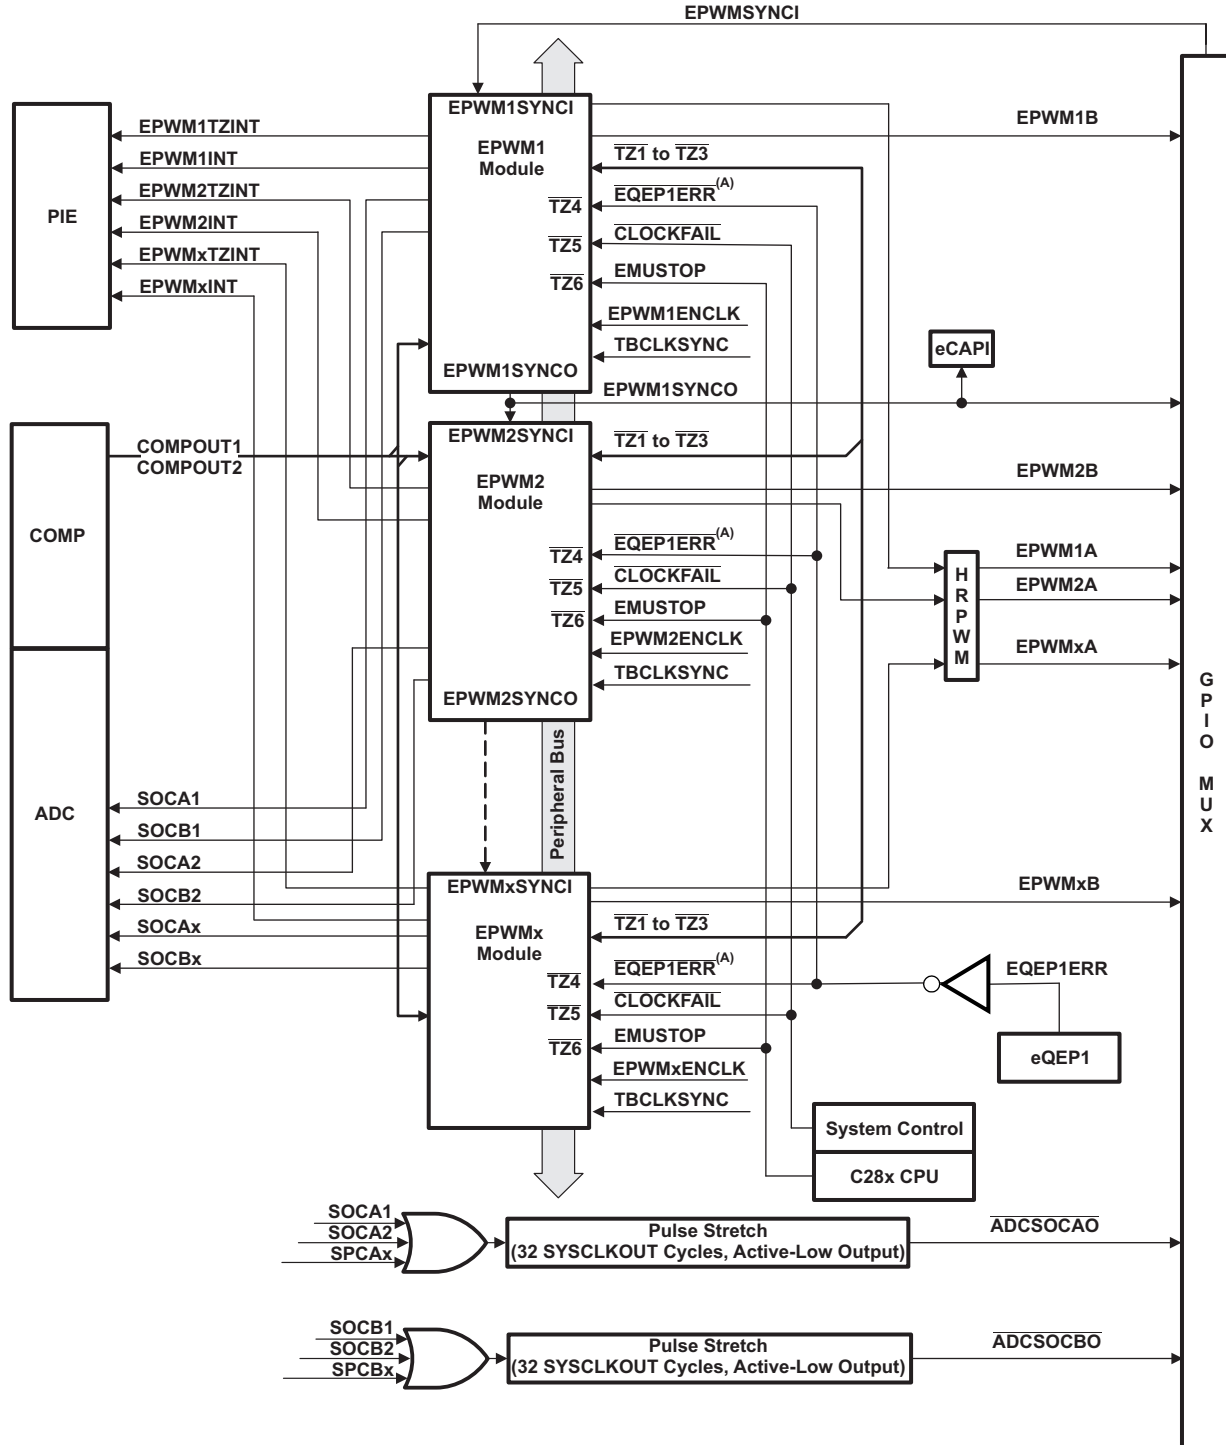 EPWMSYNCI
EPWM1SYNCI
EPWM1B
EPWM1TZINT
EPWM1
Module
TZ1 to TZ3
EPWM1INT
EPWM2TZINT
TZ4
EQEP1ERR(A)
PIE
EPWM2INT
TZ5
CLOCKFAIL
EPWMxTZINT
TZ6
EMUSTOP
EPWMxINT
EPWM1ENCLK
TBCLKSYNC
eCAPI
EPWM1SYNCO
EPWM1SYNCO
COMPOUT1
COMPOUT2
EPWM2SYNCI
TZ1 to TZ3
EPWM2B
EPWM2
Module
COMP
TZ4
EQEP1ERR(A)
TZ5
CLOCKFAIL
TZ6
EMUSTOP
EPWM2ENCLK
TBCLKSYNC
EPWM2SYNCO
HRPWM
EPWM1A
EPWM2A
EPWMxA
GPIO MUX
Peripheral Bus
ADC
SOCA1
SOCB1
SOCA2
SOCB2
SOCAx
SOCBx
EPWMxSYNCI
EPWMxB
EPWMx
Module
TZ1 to TZ3
TZ4
EQEP1ERR(A)
EQEP1ERR
TZ5
CLOCKFAIL
TZ6
EMUSTOP
eQEP1
EPWMxENCLK
TBCLKSYNC
System Control
C28x CPU
SOCA1
SOCA2
SPCAx
Pulse Stretch
(32 SYSCLKOUT Cycles, Active-Low Output)
ADCSOCAO
SOCB1
SOCB2
SPCBx
Pulse Stretch
(32 SYSCLKOUT Cycles, Active-Low Output)
ADCSOCBO